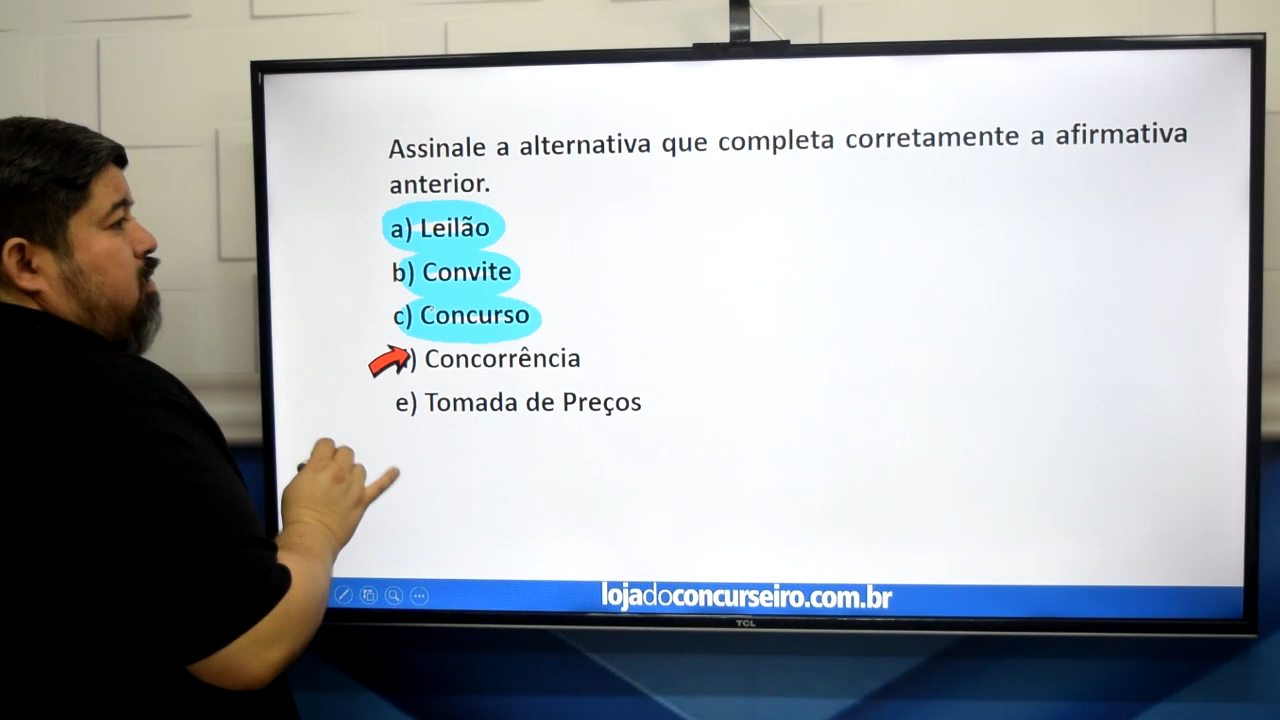 Assinale a alternativa que completa corretamente a afirmativa
anterior.
a) Leilão
b) Convite
c) Concurso
) Concorrência
e) Tomada de Preços
lojadoconcurseiro.com.br
TCL